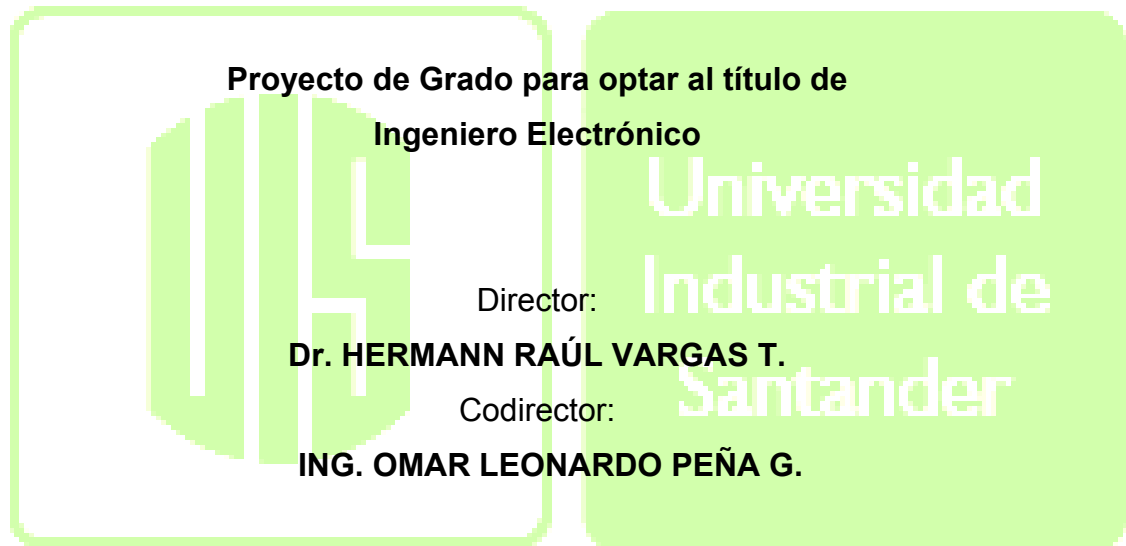 Proyecto de Grado para optar al título de
Ingeniero Electrónico
Universidad
Industrial de
Santander
Director:
Dr. HERMANN RAÚL VARGAS T.
Codirector:
ING. OMAR LEONARDO PEÑA G.
UIS